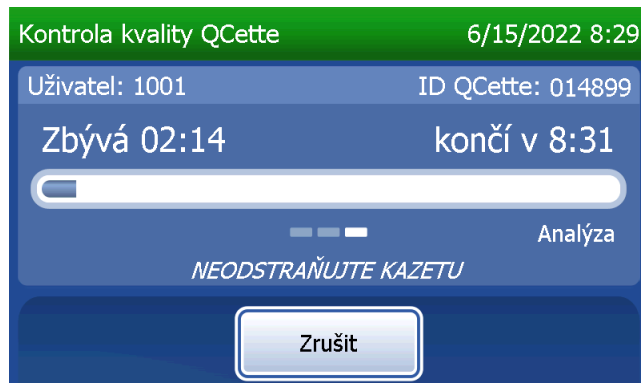 Kontrola kvality QCette 6/15/2022 8:29
Uživatel: 1001 ID QCette: 014899
Zbývá 02:14 končí v 8:31
Analýza
NEODSTRAŇUJTE KAZETU
Zrušit